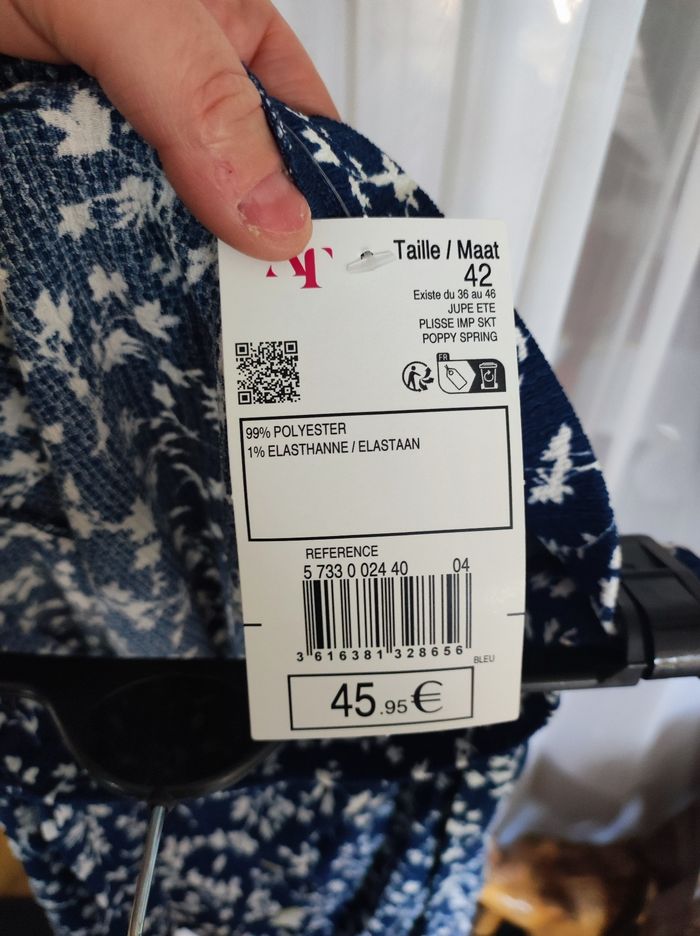 Taille / Maat
42
Existe du 36 au 46
JUPE ETE
PLISSE IMP SKT
POPPY SPRING
FR
99% POLYESTER
1% ELASTHANNE / ELASTAAN
REFERENCE
5 733 0 024 40 04
3 616381 328656
BLEU
45.95€